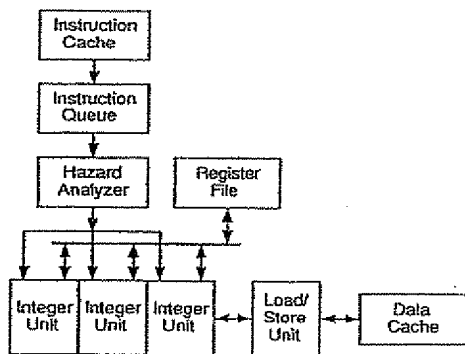 Instruction
Cache
Instruction
Queue
Hazard
Analyzer
Register
File
Integer
Unit
Integer
Unit
Integer
Unit
Load/
Store
Unit
Data
Cache